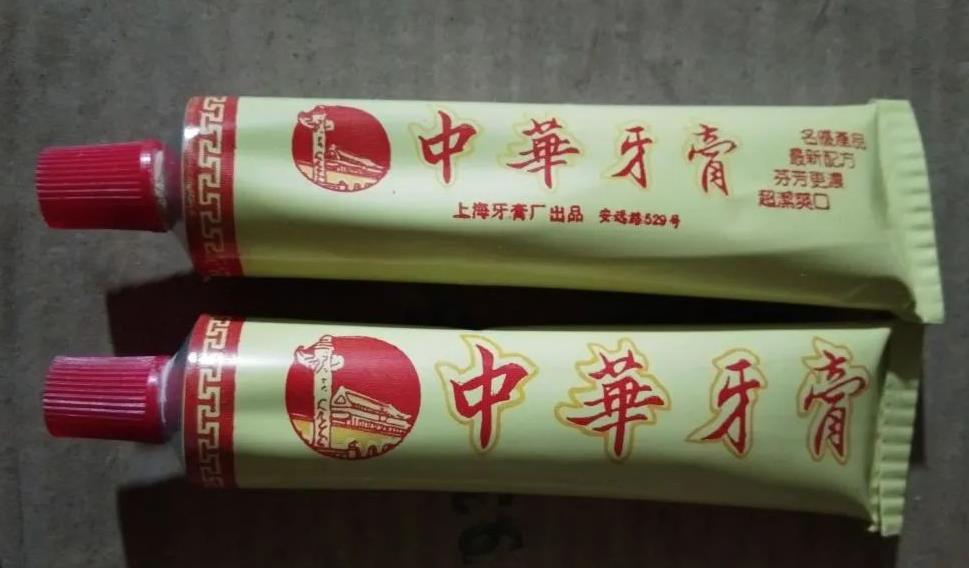 中華牙膏
名優產品
最新配方
芬芳更濃
超潔爽口
上海牙膏厂出品 安远路529号
中華牙膏